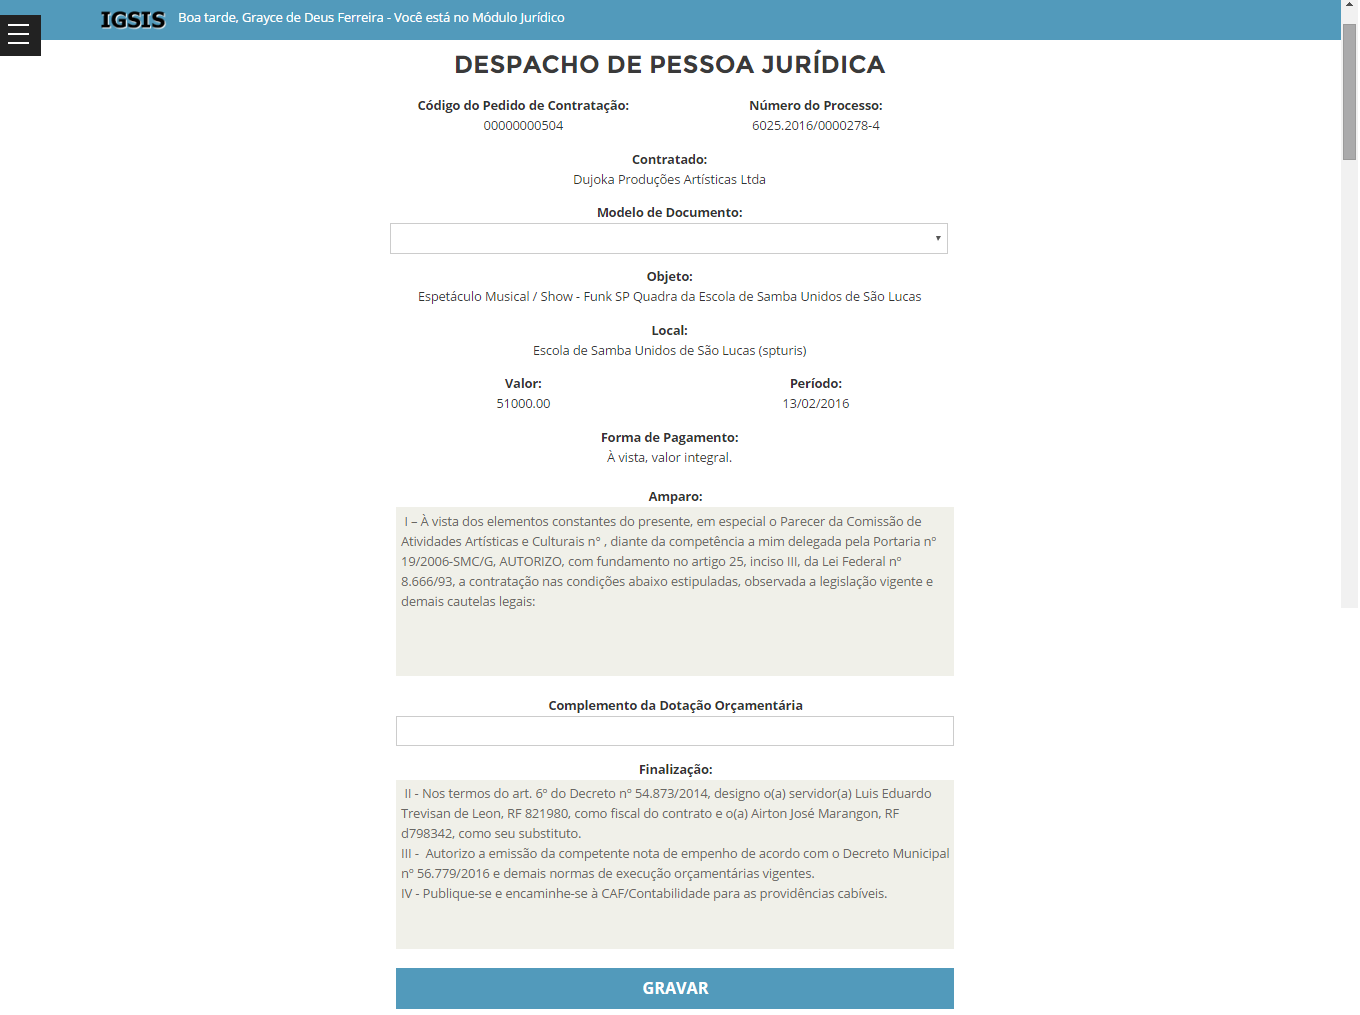 IGSIS Boa tarde, Grayce de Deus Ferreira - Você está no Módulo Jurídico
DESPACHO DE PESSOA JURÍDICA
Código do Pedido de Contratação: Número do Processo:
00000000504 6025.2016/0000278-4
Contratado:
Dujoka Produções Artísticas Ltda
Modelo de Documento:
Objeto:
Espetáculo Musical / Show - Funk SP Quadra da Escola de Samba Unidos de São Lucas
Local:
Escola de Samba Unidos de São Lucas (spturis)
Valor: Período:
51000.00 13/02/2016
Forma de Pagamento:
À vista, valor integral.
Amparo:
I – À vista dos elementos constantes do presente, em especial o Parecer da Comissão de
Atividades Artísticas e Culturais n° , diante da competência a mim delegada pela Portaria nº
19/2006-SMC/G, AUTORIZO, com fundamento no artigo 25, inciso III, da Lei Federal nº
8.666/93, a contratação nas condições abaixo estipuladas, observada a legislação vigente e
demais cautelas legais:
Complemento da Dotação Orçamentária
Finalização:
II - Nos termos do art. 6º do Decreto nº 54.873/2014, designo o(a) servidor(a) Luis Eduardo
Trevisan de Leon, RF 821980, como fiscal do contrato e o(a) Airton José Marangon, RF
d798342, como seu substituto.
III - Autorizo a emissão da competente nota de empenho de acordo com o Decreto Municipal
nº 56.779/2016 e demais normas de execução orçamentárias vigentes.
IV - Publique-se e encaminhe-se à CAF/Contabilidade para as providências cabíveis.
GRAVAR